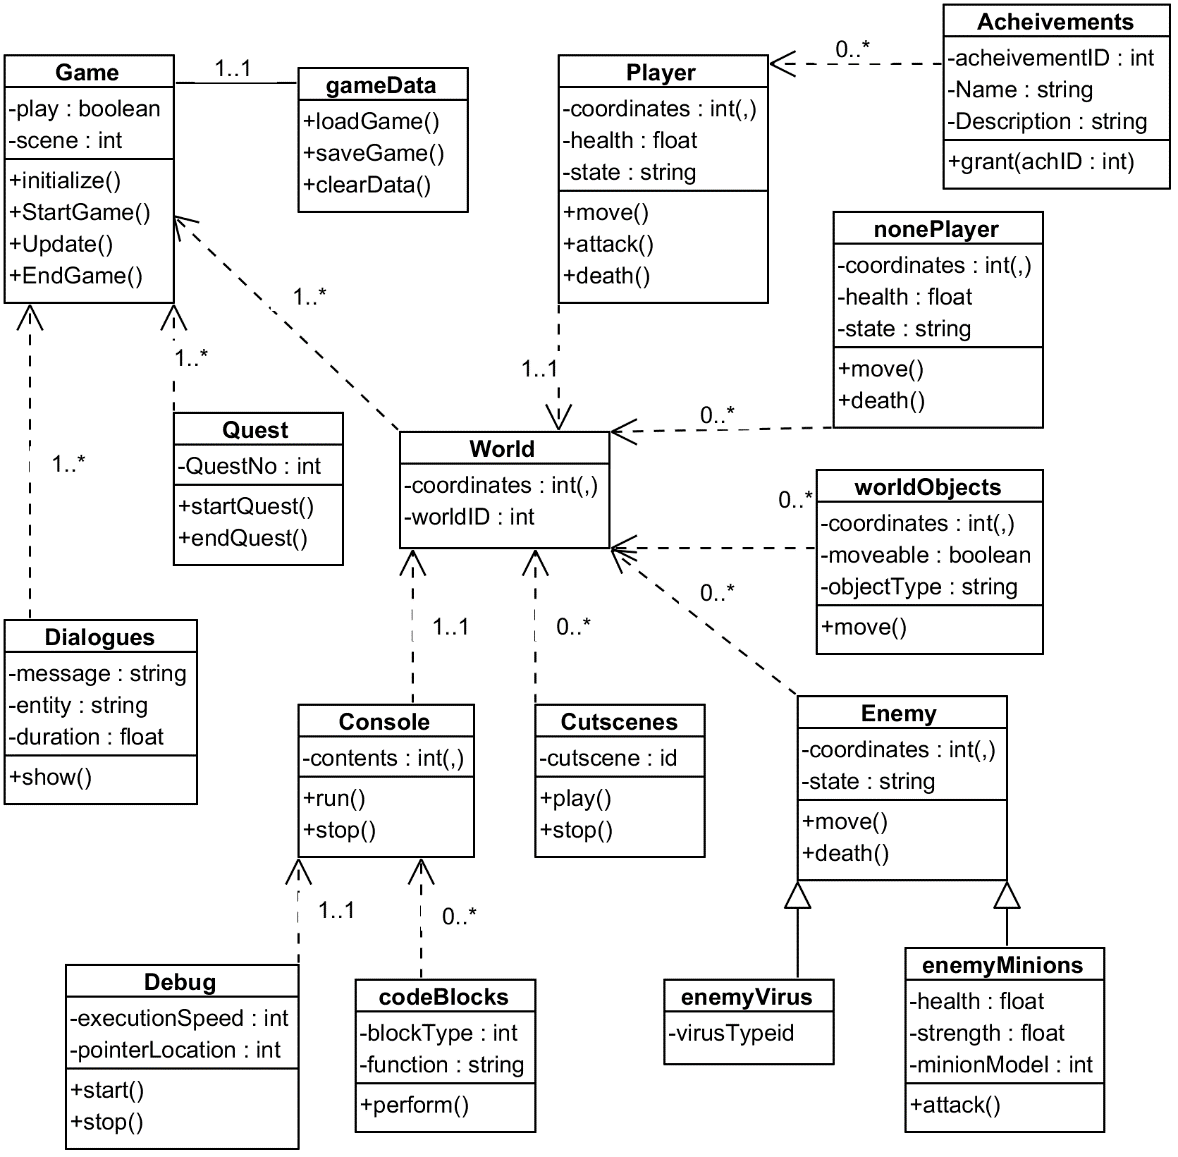 Game
-play : boolean
-scene : int
+initialize()
+StartGame()
+Update()
+EndGame()
1..1
gameData
+loadGame()
+saveGame()
+clearData()
Player
-coordinates : int(,)
-health : float
-state : string
+move()
+attack()
+death()
0..*
Acheivements
-acheivementID : int
-Name : string
-Description : string
+grant(achID : int)
nonePlayer
-coordinates : int(,)
-health : float
-state : string
+move()
+death()
1..*
1..*
1..1
0..*
Quest
-QuestNo : int
+startQuest()
+endQuest()
1..*
World
-coordinates : int(,)
-worldID : int
0..*
worldObjects
-coordinates : int(,)
-moveable : boolean
-objectType : string
+move()
Dialogues
-message : string
-entity : string
-duration : float
+show()
1..1
0..*
0..*
Console
-contents : int(,)
+run()
+stop()
Cutscenes
-cutscene : id
+play()
+stop()
Enemy
-coordinates : int(,)
-state : string
+move()
+death()
1..1
0..*
Debug
-executionSpeed : int
-pointerLocation : int
+start()
+stop()
codeBlocks
-blockType : int
-function : string
+perform()
enemyVirus
-virusTypeid
enemyMinions
-health : float
-strength : float
-minionModel : int
+attack()